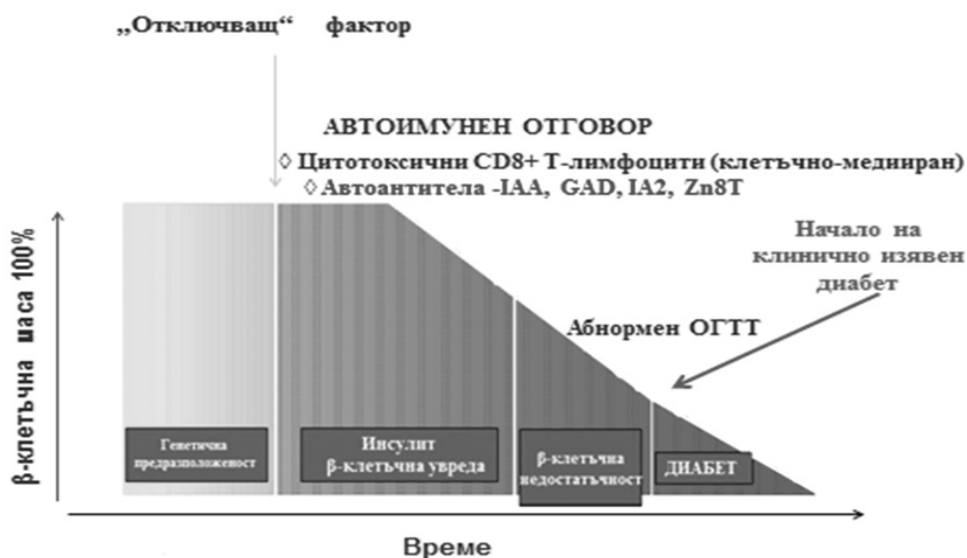 „Отключващ“ фактор
АВТОИМУНЕН ОТГОВОР
◊ Цитотоксични CD8+ Т-лимфоцити (клетъчно-медииран)
◊ Автоантитела -IAA, GAD, IA2, Zn8T
Начало на
клинично изявен
диабет
Абнормен ОГТТ
β-клетъчна маса 100%
Генетична
предразположеност
Инсулит
β-клетъчна увреда
β-клетъчна
недостатъчност
ДИАБЕТ
Време